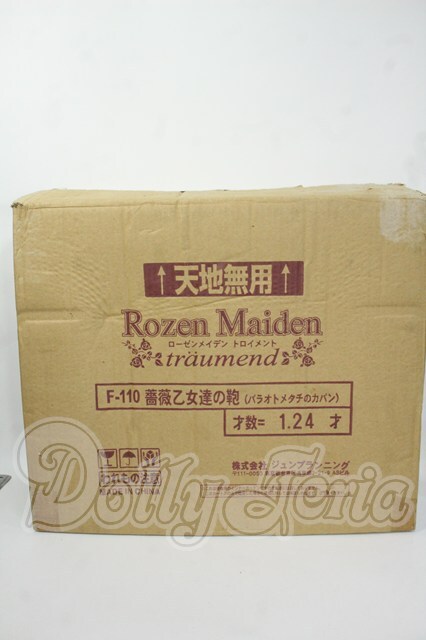 ↑天地無用↑
Rozen Maiden
ローゼンメイデン トロイメント
träumend
F-110 薔薇乙女達の鞄(バラオトメタチのカバン)
才数= 1.24 才
われもの注意
MADE IN CHINA
株式会社 ジュンプランニング
Dolly Toria